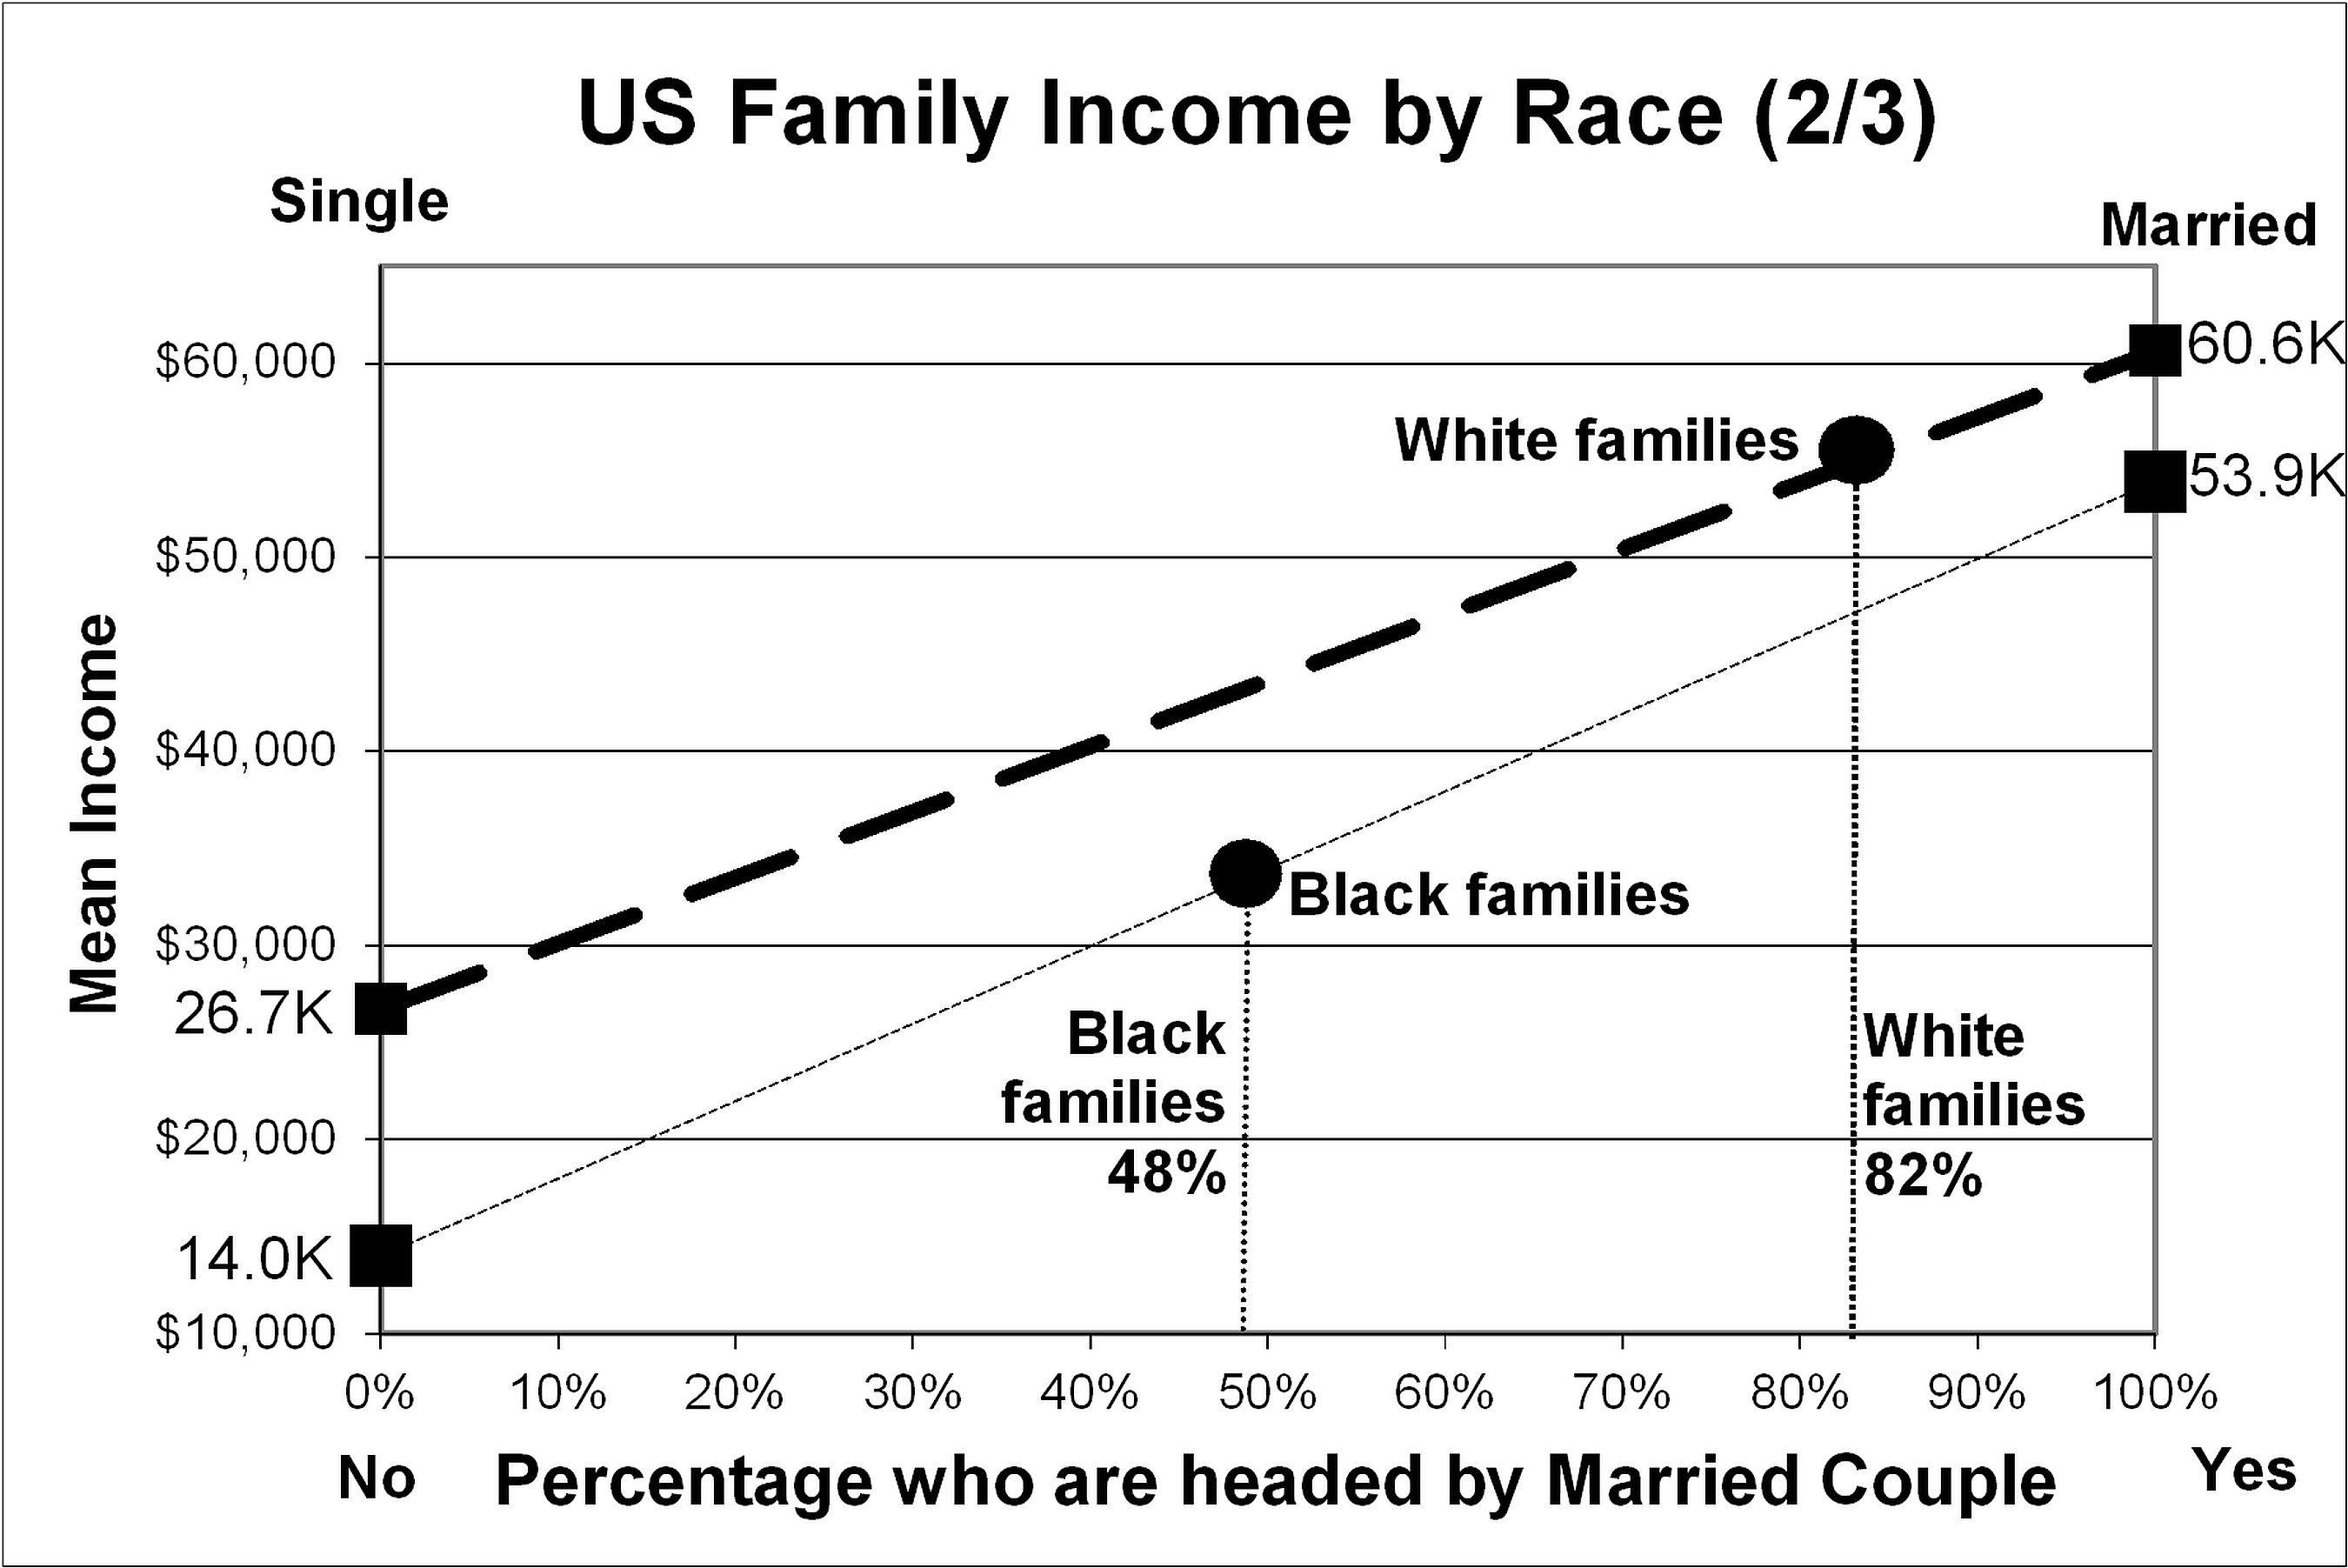 US Family Income by Race (2/3)
Single
Married
$60,000
60.6K
White families
53.9K
$50,000
Mean Income
$40,000
Black families
$30,000
26.7K
Black
families
48%
White
families
82%
$20,000
14.0K
$10,000
0% 10% 20% 30% 40% 50% 60% 70% 80% 90% 100%
No Percentage who are headed by Married Couple Yes